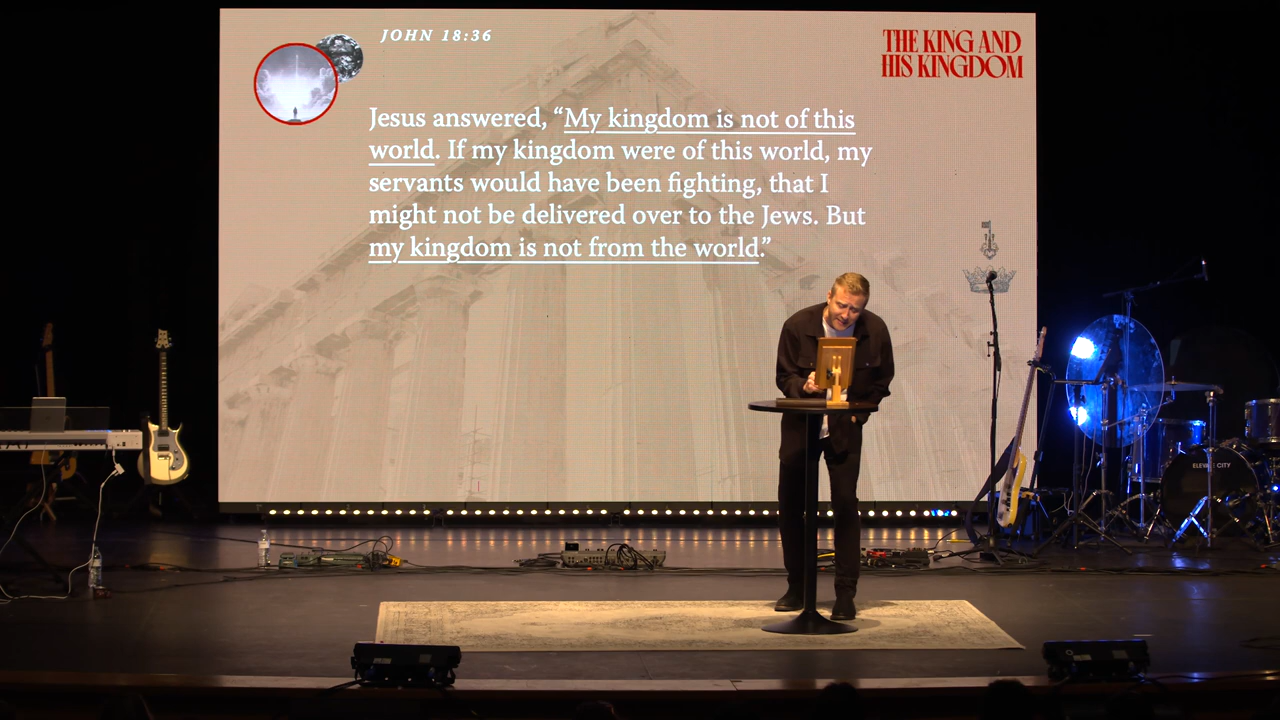 JOHN 18:36
THE KING AND
HIS KINGDOM
Jesus answered, “My kingdom is not of this
world. If my kingdom were of this world, my
servants would have been fighting, that I
might not be delivered over to the Jews. But
my kingdom is not from the world.”
ELEVATE CITY